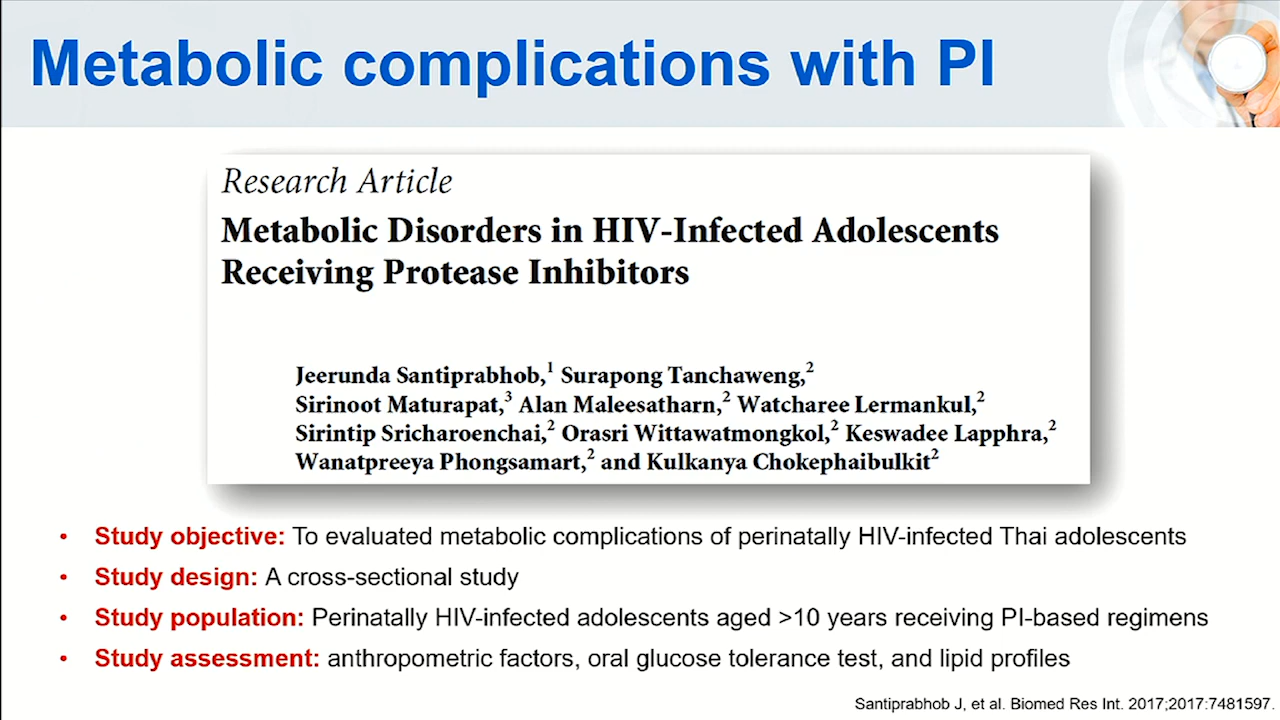 Metabolic complications with PI
Research Article
Metabolic Disorders in HIV-Infected Adolescents
Receiving Protease Inhibitors
Jeerunda Santiprabhob,1 Surapong Tanchaweng,2
Sirinoot Maturapat,3 Alan Maleesatharn,2 Watcharee Lermankul,2
Sirintip Sricharoenchai,2 Orasri Wittawatmongkol,2 Keswadee Lapphra,2
Wanatpreeya Phongsamart,2 and Kulkanya Chokephaibulkit2
• Study objective: To evaluated metabolic complications of perinatally HIV-infected Thai adolescents
• Study design: A cross-sectional study
• Study population: Perinatally HIV-infected adolescents aged >10 years receiving PI-based regimens
• Study assessment: anthropometric factors, oral glucose tolerance test, and lipid profiles
Santiprabhob J, et al. Biomed Res Int. 2017;2017:7481597.